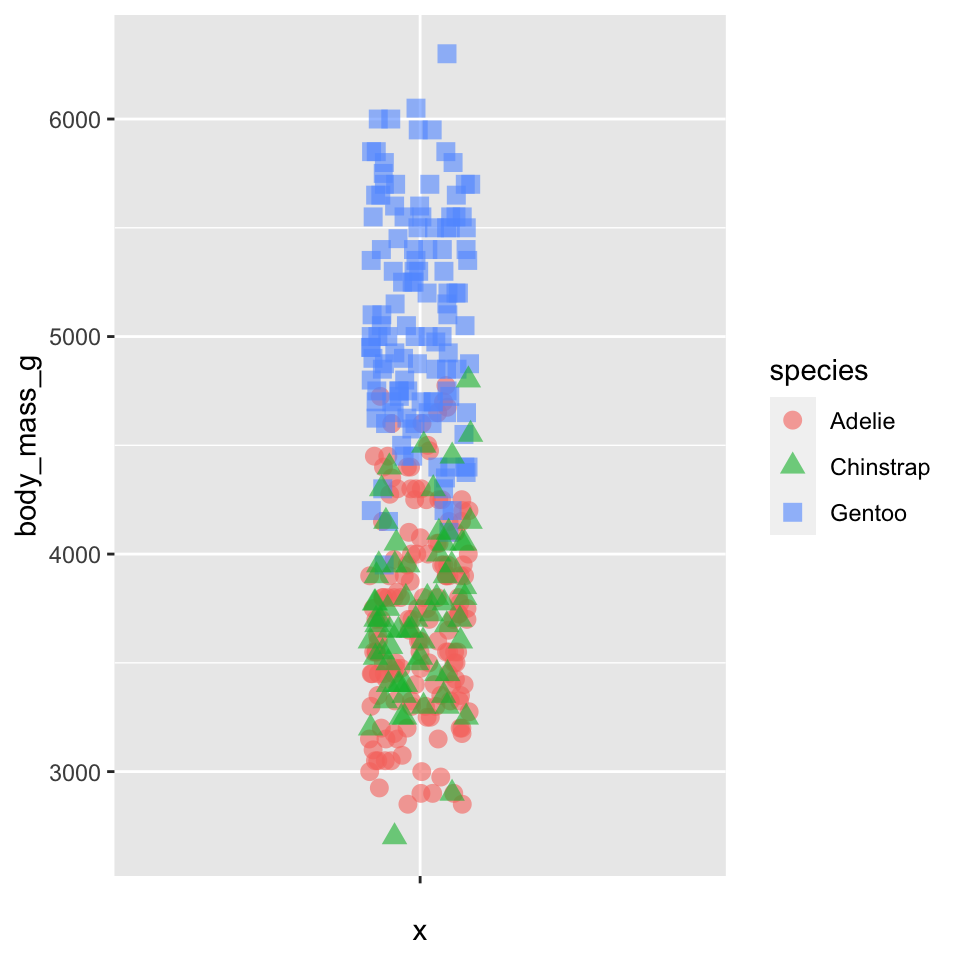 6000
5000
4000
3000
body_mass_g
x
species
Adelie
Chinstrap
Gentoo